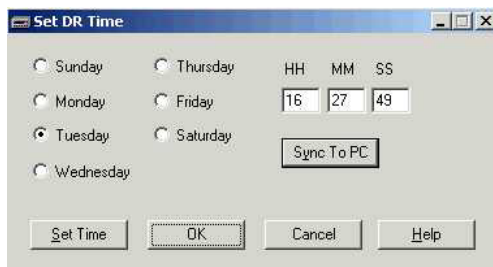 Set DR Time
Sunday Thursday HH MM SS
Monday Friday 16 27 49
Tuesday Saturday
Sync To PC
Wednesday
Set Time OK Cancel Help